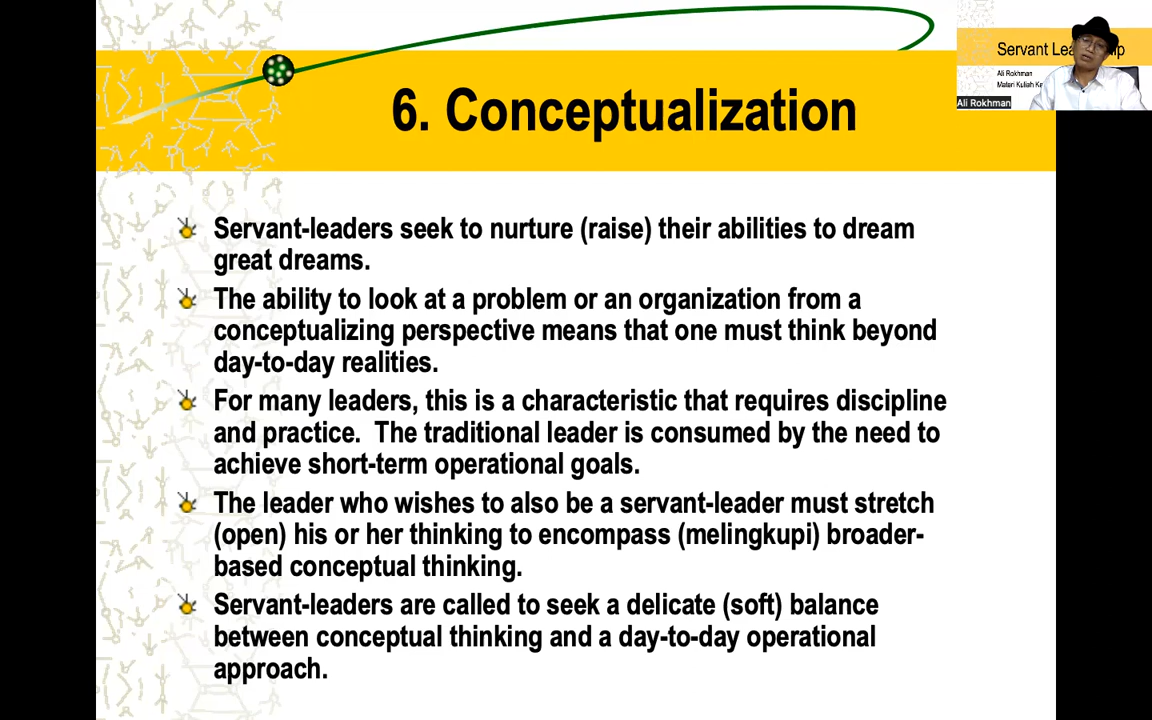 6. Conceptualization
Servant-leaders seek to nurture (raise) their abilities to dream
great dreams.
The ability to look at a problem or an organization from a
conceptualizing perspective means that one must think beyond
day-to-day realities.
For many leaders, this is a characteristic that requires discipline
and practice. The traditional leader is consumed by the need to
achieve short-term operational goals.
The leader who wishes to also be a servant-leader must stretch
(open) his or her thinking to encompass (melingkupi) broader-
based conceptual thinking.
Servant-leaders are called to seek a delicate (soft) balance
between conceptual thinking and a day-to-day operational
approach.
Servant Lea p
Ali Rokhman
Matari Kuliah
Ali Rokhman